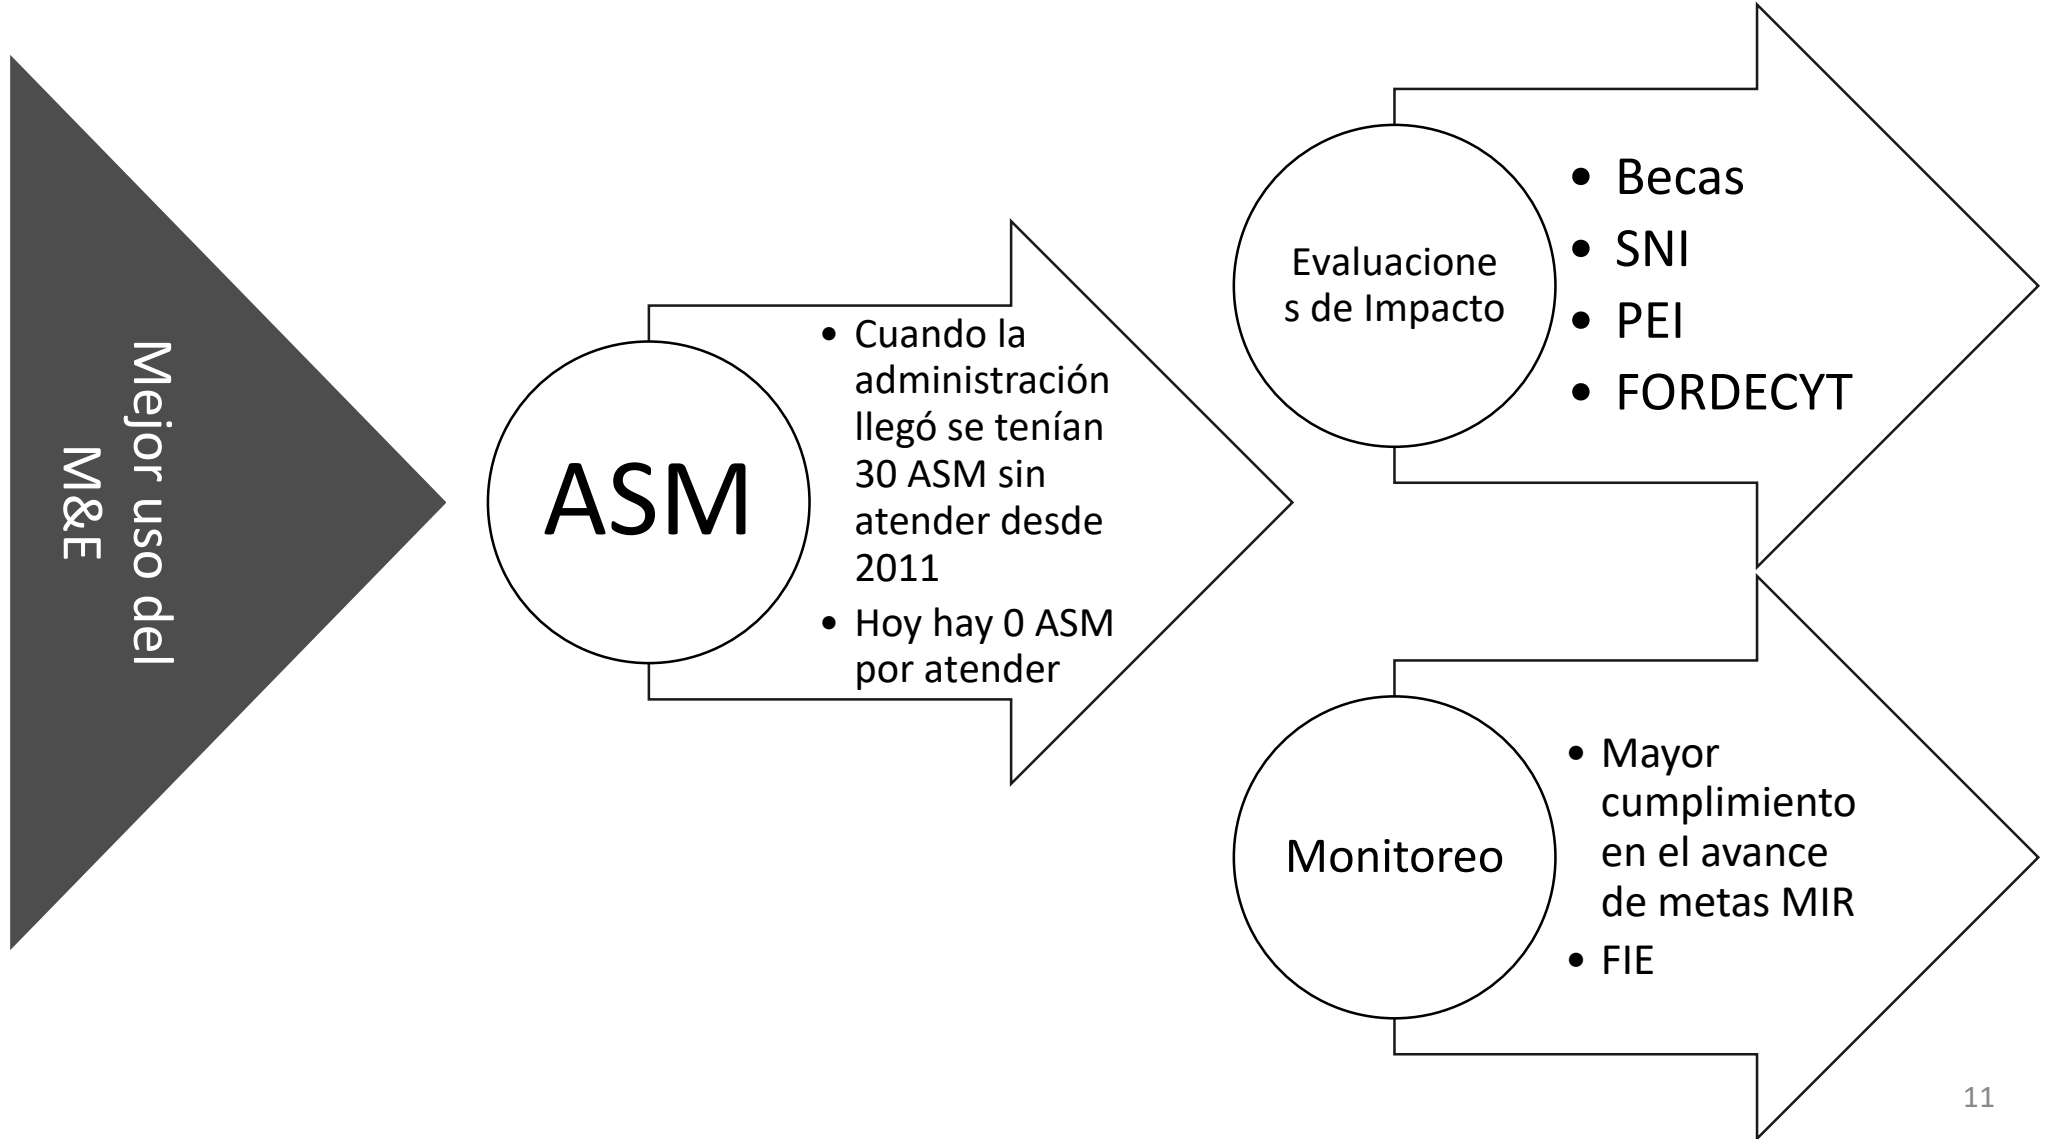 Mejor uso del
M&E
ASM
• Cuando la
administración
llegó se tenían
30 ASM sin
atender desde
2011
• Hoy hay 0 ASM
por atender
Evaluacione
s de Impacto
• Becas
• SNI
• PEI
• FORDECYT
Monitoreo
• Mayor
cumplimiento
en el avance
de metas MIR
• FIE
11